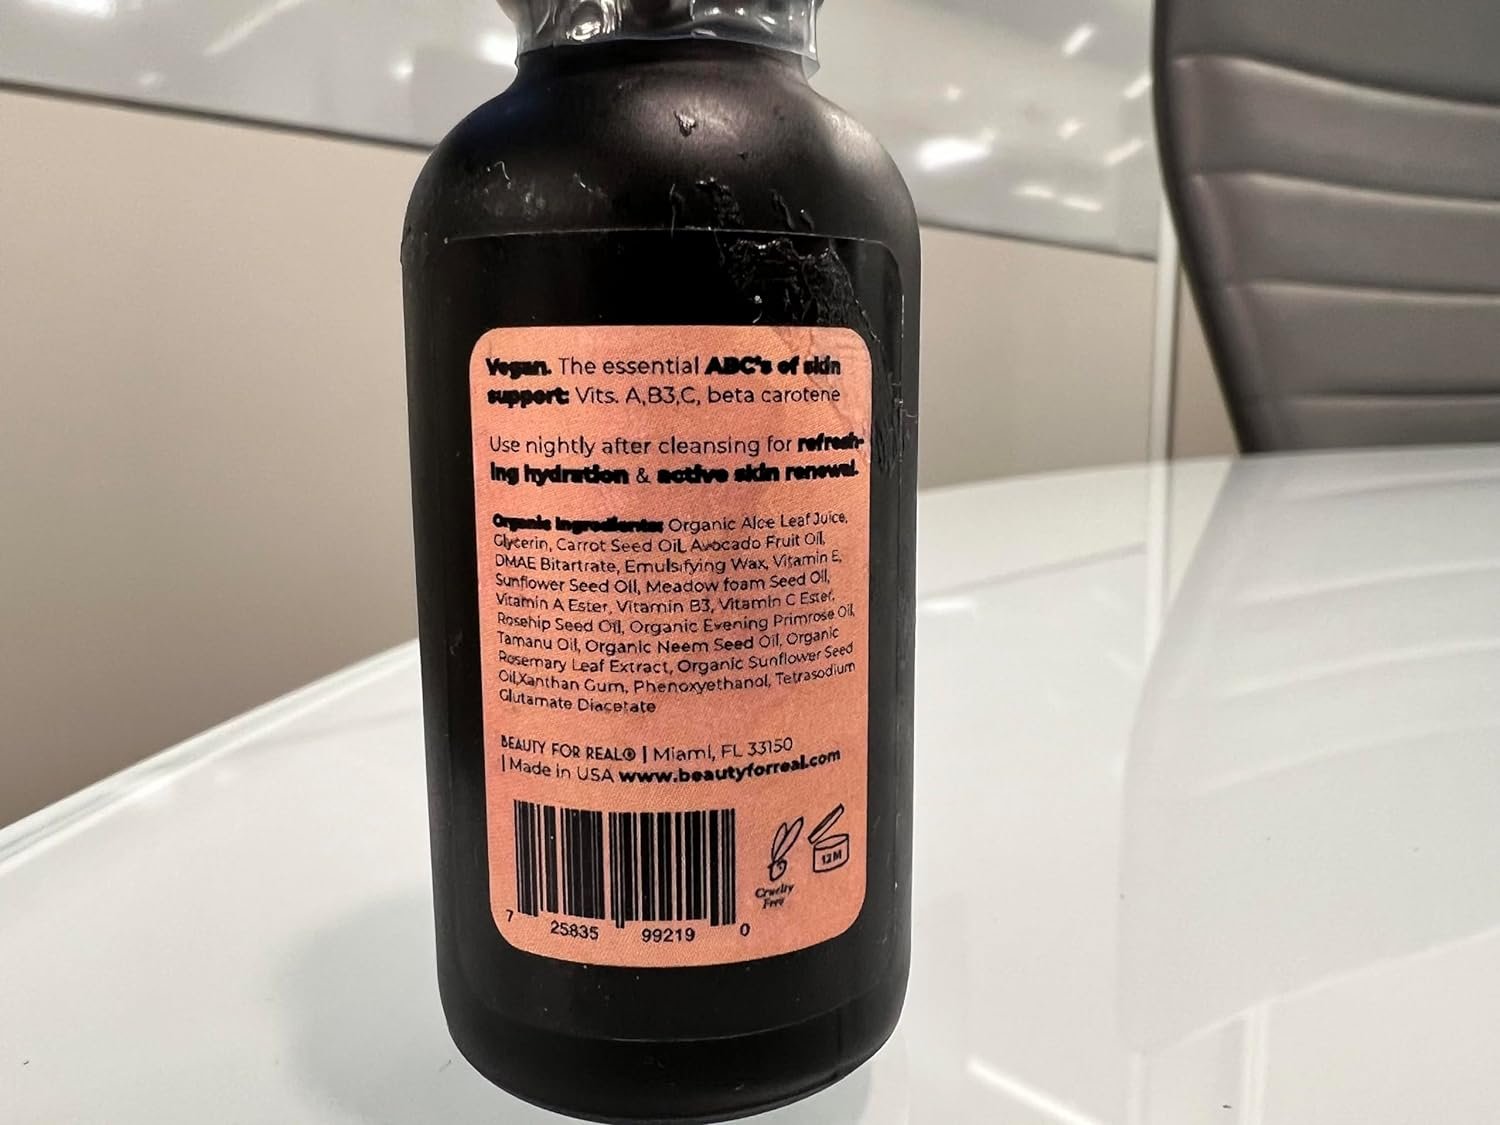 Vegan. The essential ABC's of skin
support: Vits. A,B3,C, beta carotene
Use nightly after cleansing for refresh-
ing hydration & active skin renewal.
Organic Ingredients: Organic Aloe Leaf Juice,
Glycerin, Carrot Seed Oil, Avocado Fruit Oil,
DMAE Bitartrate, Emulsifying Wax, Vitamin E,
Sunflower Seed Oil, Meadow foam Seed Oil,
Vitamin A Ester, Vitamin B3, Vitamin C Ester,
Rosehip Seed Oil, Organic Evening Primrose Oil,
Tamanu Oil, Organic Neem Seed Oil, Organic
Rosemary Leaf Extract, Organic Sunflower Seed
Oil,Xanthan Gum, Phenoxyethanol, Tetrasodium
Glutamate Diacetate
BEAUTY FOR REAL® | Miami, FL 33150
| Made in USA www.beautyforreal.com
12M
Cruelty
Free
7 25835 99219 0